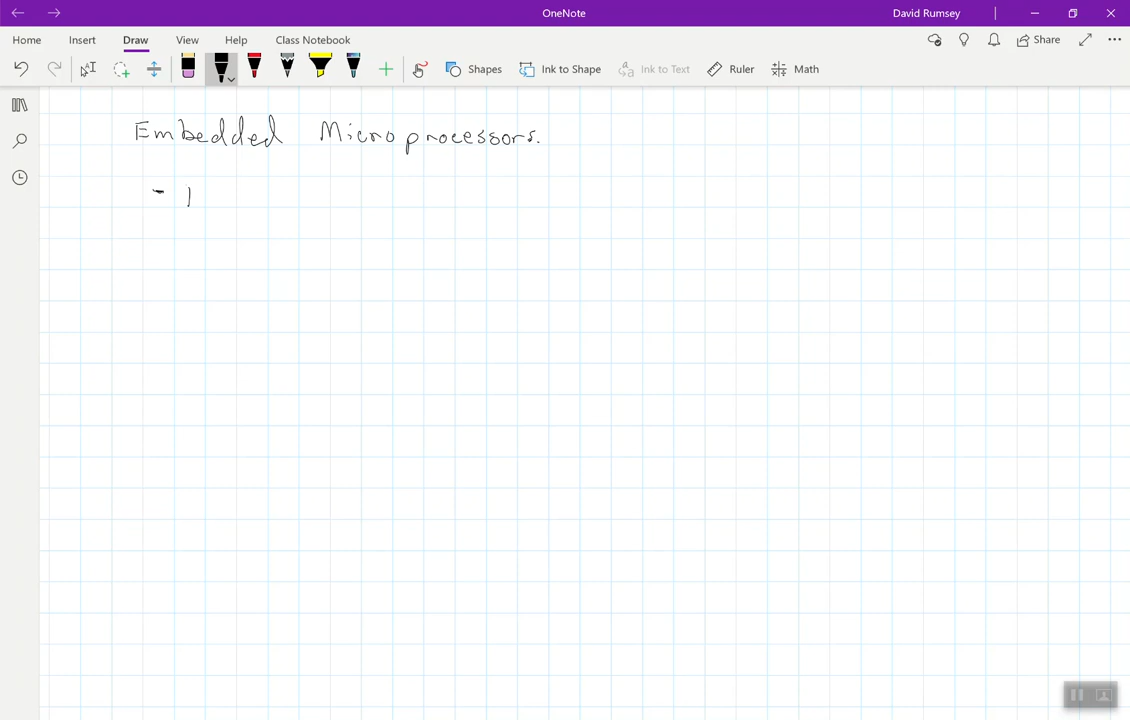 OneNote
David Rumsey
Home Insert Draw View Help Class Notebook Share
Shapes Ink to Shape Ink to Text Ruler Math
Embedded Microprocessors.
-